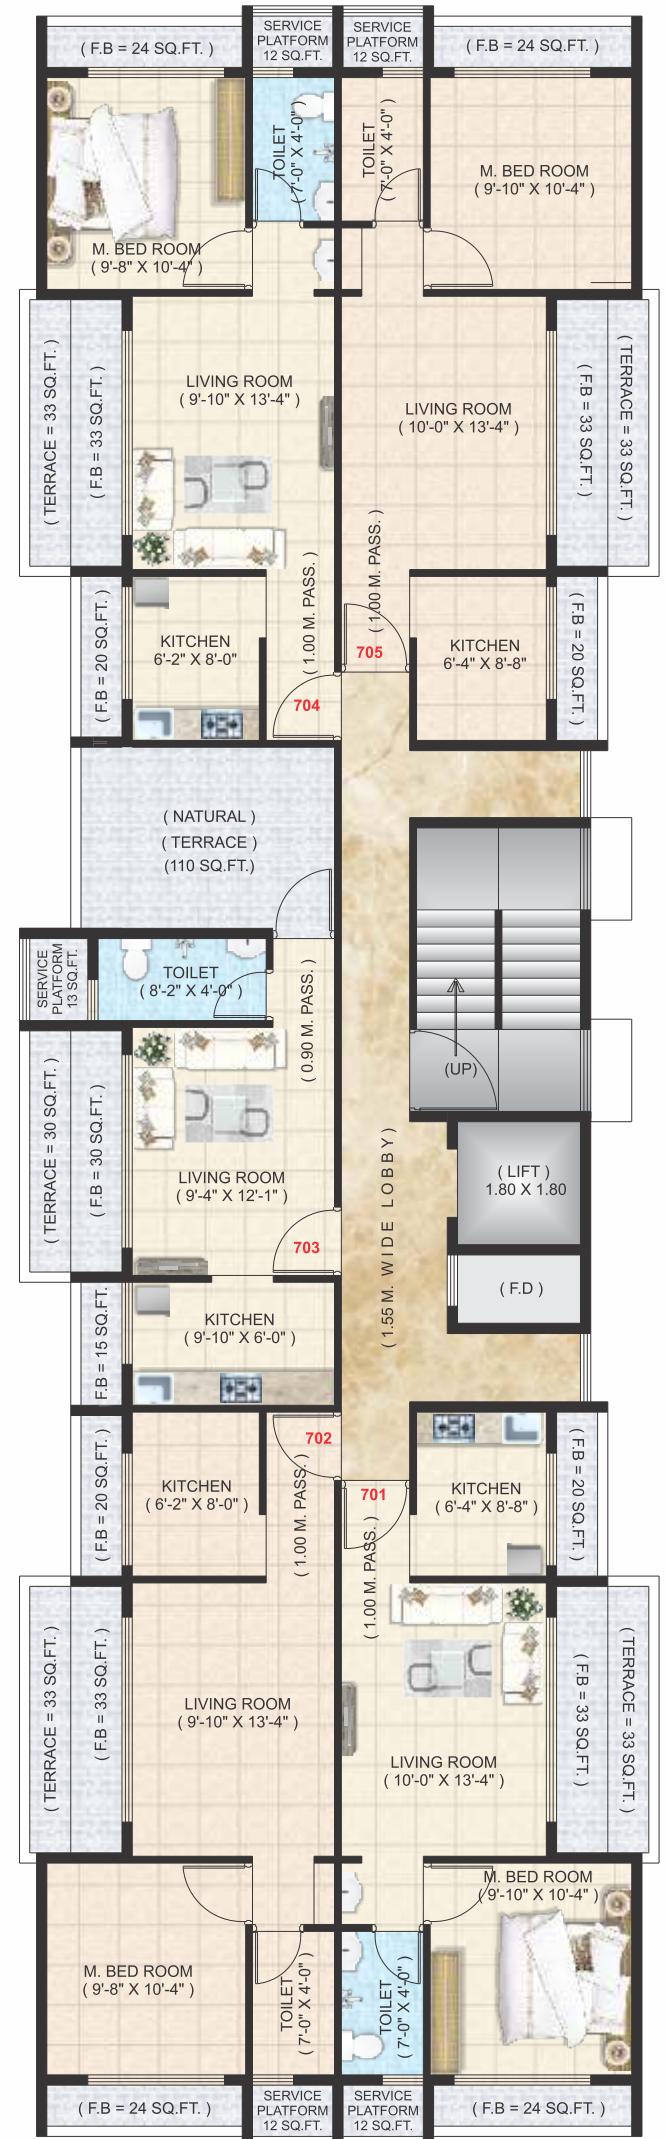 ( F.B = 24 SQ.FT. )
SERVICE
PLATFORM
12 SQ.FT.
SERVICE
PLATFORM
12 SQ.FT.
( F.B = 24 SQ.FT. )
TOILET
( 7'-0" X 4'-0" )
TOILET
( 7'-0" X 4'-0" )
M. BED ROOM
( 9'-10" X 10'-4" )
M. BED ROOM
( 9'-8" X 10'-4" )
( TERRACE = 33 SQ.FT. )
( F.B = 33 SQ.FT. )
LIVING ROOM
( 9'-10" X 13'-4" )
LIVING ROOM
( 10'-0" X 13'-4" )
( F.B = 33 SQ.FT. )
( TERRACE = 33 SQ.FT. )
( 1.00 M. PASS. )
( 1.00 M. PASS. )
( F.B = 20 SQ.FT. )
KITCHEN
6'-2" X 8'-0"
705
KITCHEN
6'-4" X 8'-8"
( F.B = 20 SQ.FT. )
704
( NATURAL )
( TERRACE )
(110 SQ.FT.)
SERVICE
PLATFORM
13 SQ.FT.
TOILET
( 8'-2" X 4'-0" )
( 0.90 M. PASS. )
(UP)
( TERRACE = 30 SQ.FT. )
( F.B = 30 SQ.FT. )
LIVING ROOM
( 9'-4" X 12'-1" )
703
( 1.55 M. WIDE LOBBY )
( LIFT )
1.80 X 1.80
( F.D )
F.B = 15 SQ.FT.
KITCHEN
( 9'-10" X 6'-0" )
702
( F.B = 20 SQ.FT. )
KITCHEN
( 6'-2" X 8'-0" )
( 1.00 M. PASS. )
701
( 1.00 M. PASS. )
KITCHEN
( 6'-4" X 8'-8" )
( F.B = 20 SQ.FT. )
( TERRACE = 33 SQ.FT. )
( F.B = 33 SQ.FT. )
LIVING ROOM
( 9'-10" X 13'-4" )
LIVING ROOM
( 10'-0" X 13'-4" )
( F.B = 33 SQ.FT. )
( TERRACE = 33 SQ.FT. )
M. BED ROOM
( 9'-10" X 10'-4" )
M. BED ROOM
( 9'-8" X 10'-4" )
TOILET
( 7'-0" X 4'-0" )
TOILET
( 7'-0" X 4'-0" )
( F.B = 24 SQ.FT. )
SERVICE
PLATFORM
12 SQ.FT.
SERVICE
PLATFORM
12 SQ.FT.
( F.B = 24 SQ.FT. )